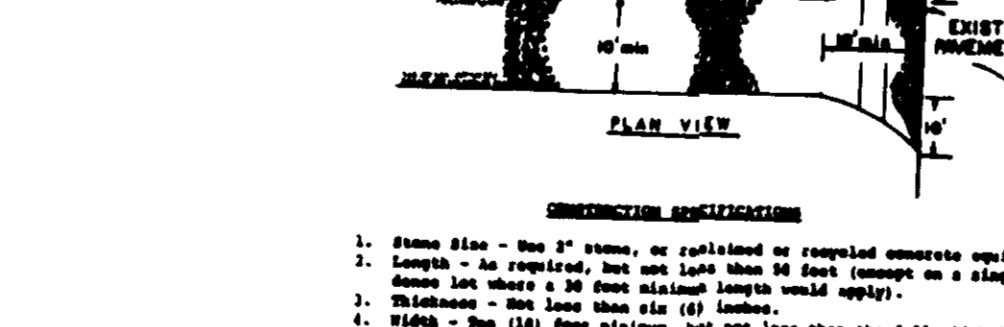 EXIST
10' min
10' min
PAVEME
PLAN VIEW
10'
CONSTRUCTION SPECIFICATIONS
1. Stone Size - Use 2" stone, or reclaimed or recycled concrete equi
2. Length - As required, but not less than 50 feet (except on a sing
dence lot where a 30 foot minimum length would apply).
3. Thickness - Not less than six (6) inches.
4. Width - Ten (10) foot minimum, but not less than the full